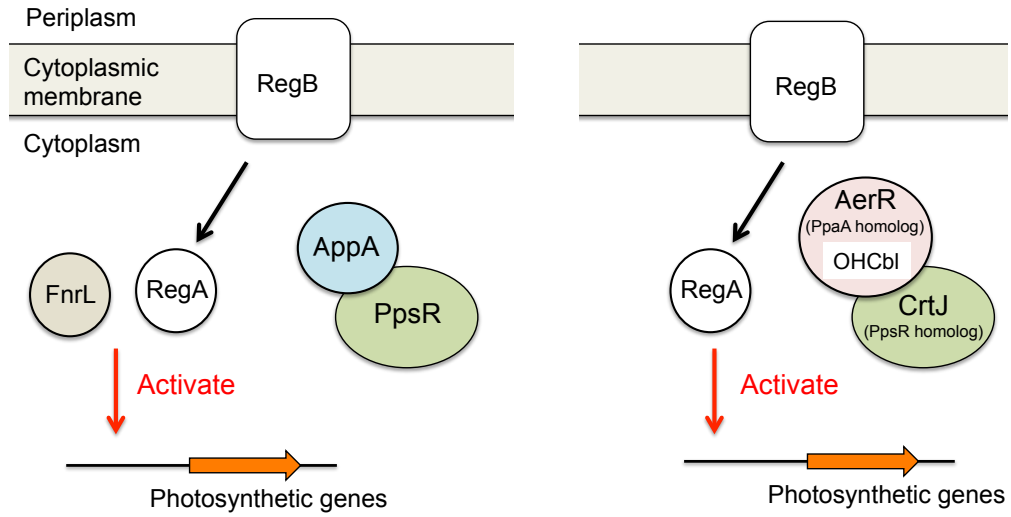 Periplasm
Cytoplasmic
membrane
Cytoplasm
RegB
AppA
FnrL
RegA
PpsR
Activate
Photosynthetic genes
RegB
AerR
(PpaA homolog)
OHCbl
RegA
CrtJ
(PpsR homolog)
Activate
Photosynthetic genes